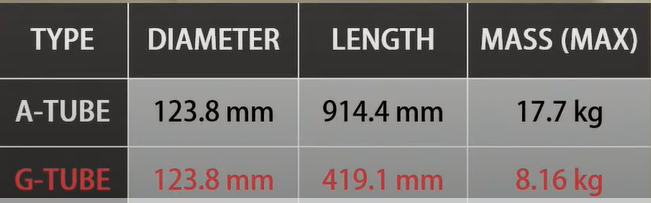 TYPE DIAMETER LENGTH MASS (MAX)
A-TUBE 123.8 mm 914.4 mm 17.7 kg
G-TUBE 123.8 mm 419.1 mm 8.16 kg